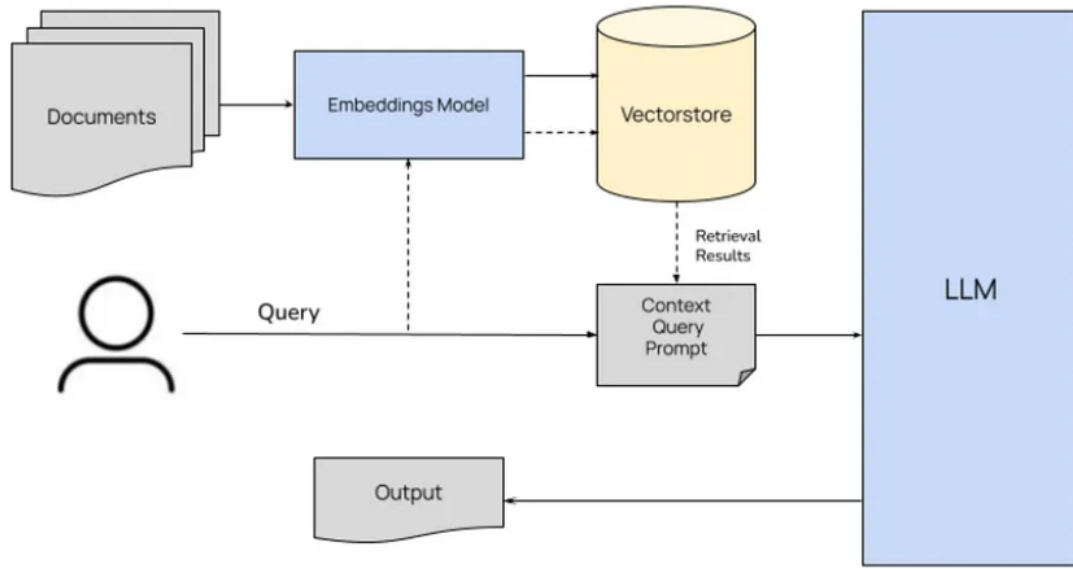 Documents
Embeddings Model
Vectorstore
Retrieval
Results
Query
Context
Query
Prompt
LLM
Output